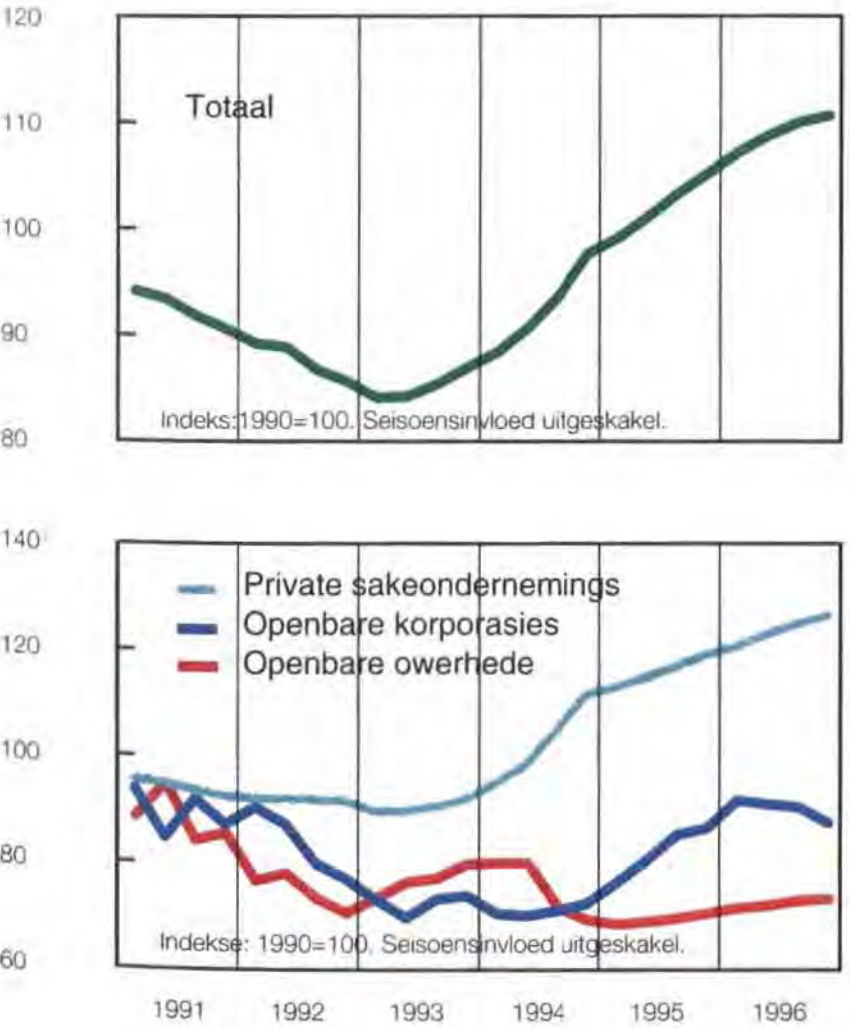 120
Totaal
110
100
90
Indeks:1990=100. Seisoensinvloed uitgeskakel.
80
140
Private sakeondernemings
Openbare korporasies
120
Openbare owerhede
100
80
Indekse: 1990=100. Seisoensinvloed uitgeskakel.
60
1991 1992 1993 1994 1995 1996